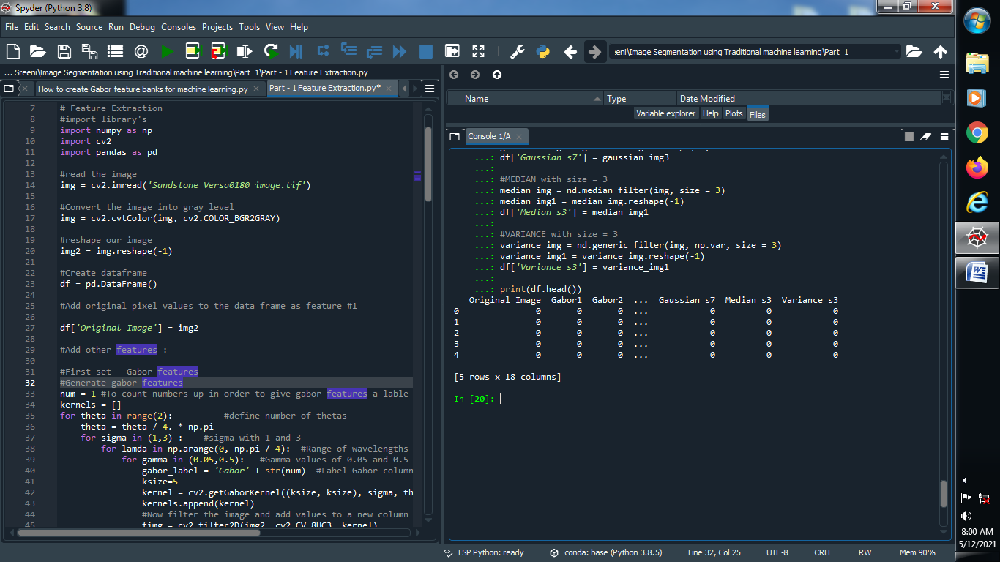 Spyder (Python 3.8)
File Edit Search Source Run Debug Consoles Projects Tools View Help
:eni\Image Segmentation using Traditional machine learning\Part 1
... Sreeni\Image Segmentation using Traditional machine learning\Part 1\Part - 1 Feature Extraction.py
How to create Gabor feature banks for machine learning.py
Part - 1 Feature Extraction.py*
7 # Feature Extraction
8 #import library's
9 import numpy as np
10 import cv2
11 import pandas as pd
12
13 #read the image
14 img = cv2.imread('Sandstone_Versa0180_image.tif')
15
16 #Convert the image into gray level
17 img = cv2.cvtColor(img, cv2.COLOR_BGR2GRAY)
18
19 #reshape our image
20 img2 = img.reshape(-1)
21
22 #Create dataframe
23 df = pd.DataFrame()
24
25 #Add original pixel values to the data frame as feature #1
26
27 df['Original Image'] = img2
28
29 #Add other features :
30
31 #First set - Gabor features
32 #Generate gabor features
33 num = 1 #To count numbers up in order to give gabor features a lable
34 kernels = []
35 for theta in range(2): #define number of thetas
36 theta = theta / 4. * np.pi
37 for sigma in (1,3) : #sigma with 1 and 3
38 for lamda in np.arange(0, np.pi / 4): #Range of wavelengths
39 for gamma in (0.05,0.5): #Gamma values of 0.05 and 0.5
40 gabor_label = 'Gabor' + str(num) #Label Gabor column
41 ksize=5
42 kernel = cv2.getGaborKernel((ksize, ksize), sigma, th
43 kernels.append(kernel)
44 #Now filter the image and add values to a new column
45 fimg = cv2.filter2D(img2, cv2.CV_8UC3, kernel)
Name Type Date Modified
Variable explorer Help Plots Files
Console 1/A
...: df['Gaussian s7'] = gaussian_img3
...:
...: #MEDIAN with size = 3
...: median_img = nd.median_filter(img, size = 3)
...: median_img1 = median_img.reshape(-1)
...: df['Median s3'] = median_img1
...:
...: #VARIANCE with size = 3
...: variance_img = nd.generic_filter(img, np.var, size = 3)
...: variance_img1 = variance_img.reshape(-1)
...: df['Variance s3'] = variance_img1
...:
...: print(df.head())
Original Image Gabor1 Gabor2 ... Gaussian s7 Median s3 Variance s3
0 0 0 0 ... 0 0 0
1 0 0 0 ... 0 0 0
2 0 0 0 ... 0 0 0
3 0 0 0 ... 0 0 0
4 0 0 0 ... 0 0 0
[5 rows x 18 columns]
In [20]:
LSP Python: ready conda: base (Python 3.8.5) Line 32, Col 25 UTF-8 CRLF RW Mem 90%
8:00 AM
5/12/2021